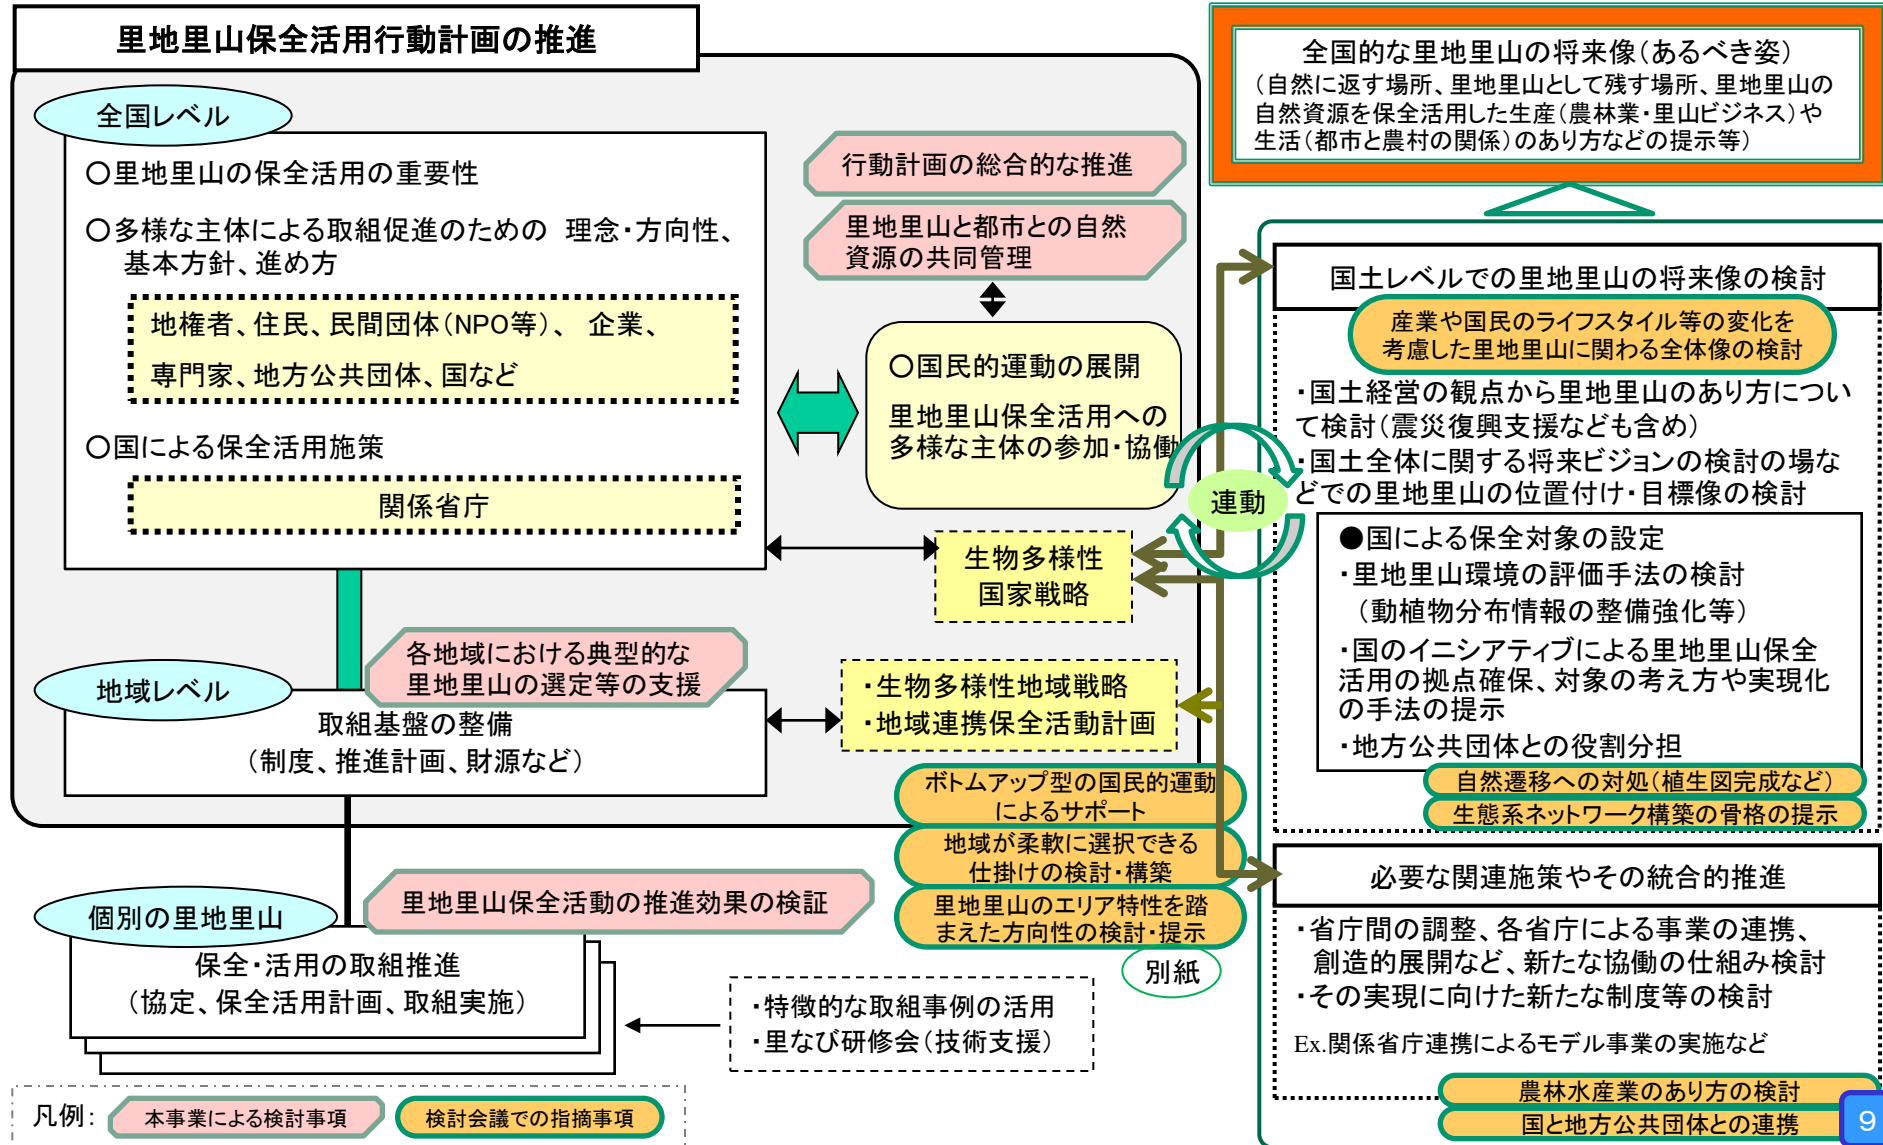 里地里山保全活用行動計画の推進
全国レベル
〇里地里山の保全活用の重要性
〇多様な主体による取組促進のための　理念・方向性、
基本方針、進め方
地権者、住民、民間団体（NPO等）、　企業、
専門家、地方公共団体、国など
〇国による保全活用施策
関係省庁
行動計画の総合的な推進
里地里山と都市との自然
資源の共同管理
〇国民的運動の展開
里地里山保全活用への
多様な主体の参加・協働
生物多様性
国家戦略
連動
各地域における典型的な
里地里山の選定等の支援
地域レベル
取組基盤の整備
（制度、推進計画、財源など）
・生物多様性地域戦略
・地域連携保全活動計画
ボトムアップ型の国民的運動
によるサポート
地域が柔軟に選択できる
仕掛けの検討・構築
里地里山のエリア特性を踏
まえた方向性の検討・提示
別紙
里地里山保全活動の推進効果の検証
個別の里地里山
保全・活用の取組推進
（協定、保全活用計画、取組実施）
・特徴的な取組事例の活用
・里なび研修会（技術支援）
凡例：
本事業による検討事項
検討会議での指摘事項
全国的な里地里山の将来像（あるべき姿）
（自然に返す場所、里地里山として残す場所、里地里山の
自然資源を保全活用した生産（農林業・里山ビジネス）や
生活（都市と農村の関係）のあり方などの提示等）
国土レベルでの里地里山の将来像の検討
産業や国民のライフスタイル等の変化を
考慮した里地里山に関わる全体像の検討
・国土経営の観点から里地里山のあり方につい
て検討（震災復興支援なども含め）
・国土全体に関する将来ビジョンの検討の場な
どでの里地里山の位置付け・目標像の検討
●国による保全対象の設定
・里地里山環境の評価手法の検討
（動植物分布情報の整備強化等）
・国のイニシアティブによる里地里山保全
活用の拠点確保、対象の考え方や実現化
の手法の提示
・地方公共団体との役割分担
自然遷移への対処（植生図完成など）
生態系ネットワーク構築の骨格の提示
必要な関連施策やその統合的推進
・省庁間の調整、各省庁による事業の連携、
創造的展開など、新たな協働の仕組み検討
・その実現に向けた新たな制度等の検討
Ex.関係省庁連携によるモデル事業の実施など
農林水産業のあり方の検討
国と地方公共団体との連携
9